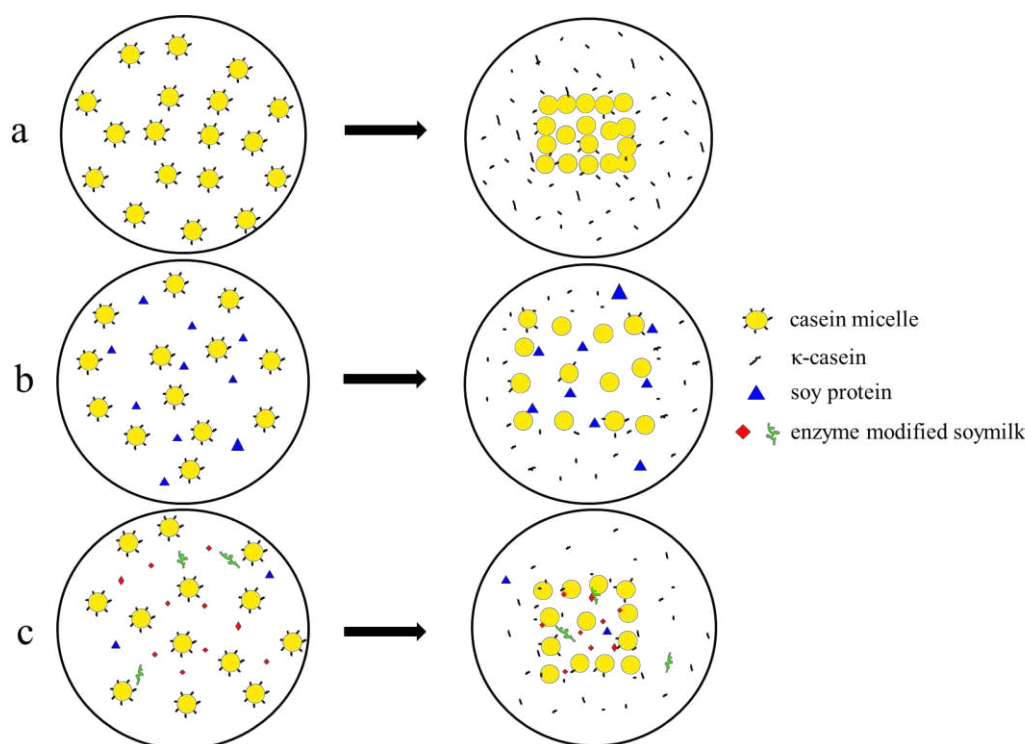 a
b
c
casein micelle
κ-casein
soy protein
enzyme modified soymilk